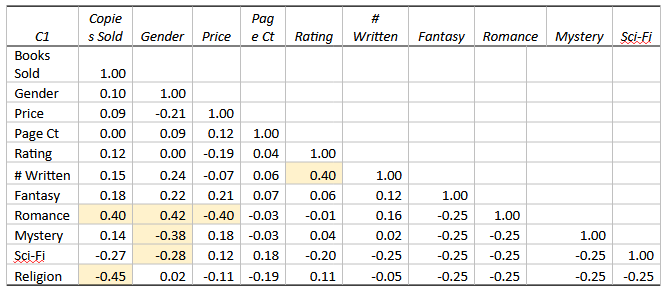 C1 Copies Sold Gender Price Page Ct Rating # Written Fantasy Romance Mystery Sci-Fi
Books Sold 1.00
Gender 0.10 1.00
Price 0.09 -0.21 1.00
Page Ct 0.00 0.09 0.12 1.00
Rating 0.12 0.00 -0.19 0.04 1.00
# Written 0.15 0.24 -0.07 0.06 0.40 1.00
Fantasy 0.18 0.22 0.21 0.07 0.06 0.12 1.00
Romance 0.40 0.42 -0.40 -0.03 -0.01 0.16 -0.25 1.00
Mystery 0.14 -0.38 0.18 -0.03 0.04 0.02 -0.25 -0.25 1.00
Sci-Fi -0.27 -0.28 0.12 0.18 -0.20 -0.25 -0.25 -0.25 -0.25 1.00
Religion -0.45 0.02 -0.11 -0.19 0.11 -0.05 -0.25 -0.25 -0.25 -0.25